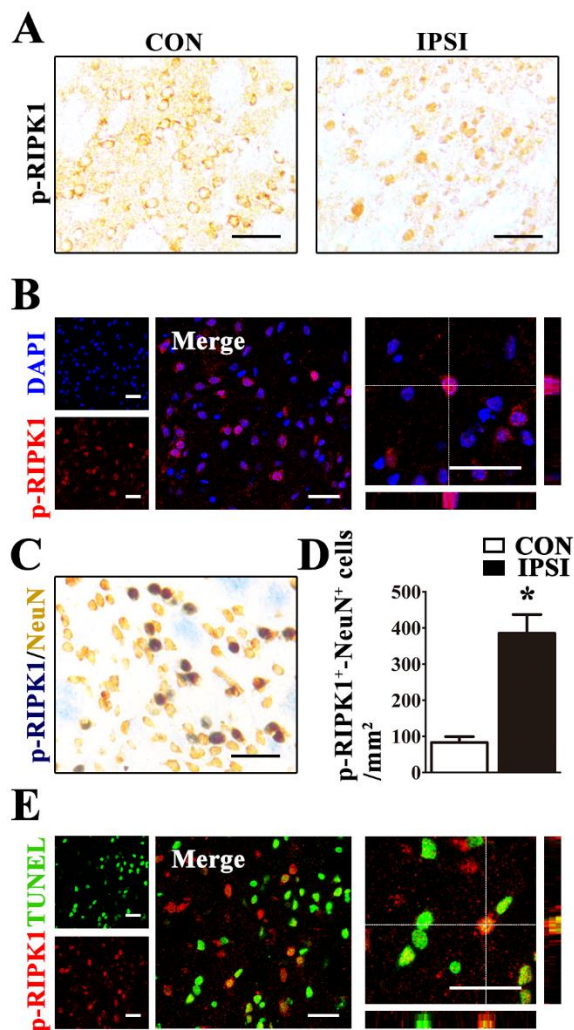 A
CON
IPSI
p-RIPK1
B
p-RIPK1 DAPI
Merge
C
p-RIPK1/NeuN
D
CON
IPSI
p-RIPK1⁺-NeuN⁺ cells
/mm²
500
400
300
200
100
0
*
E
p-RIPK1 TUNEL
Merge